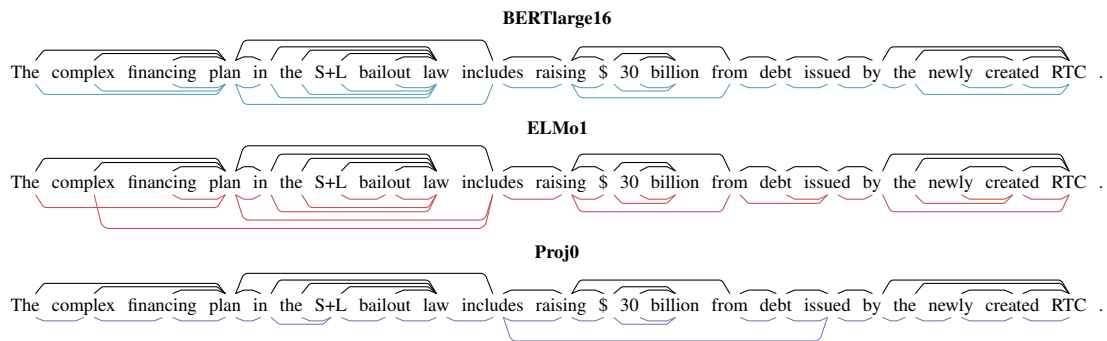 BERTlarge16
The complex financing plan in the S+L bailout law includes raising $ 30 billion from debt issued by the newly created RTC .
ELMo1
The complex financing plan in the S+L bailout law includes raising $ 30 billion from debt issued by the newly created RTC .
Proj0
The complex financing plan in the S+L bailout law includes raising $ 30 billion from debt issued by the newly created RTC .